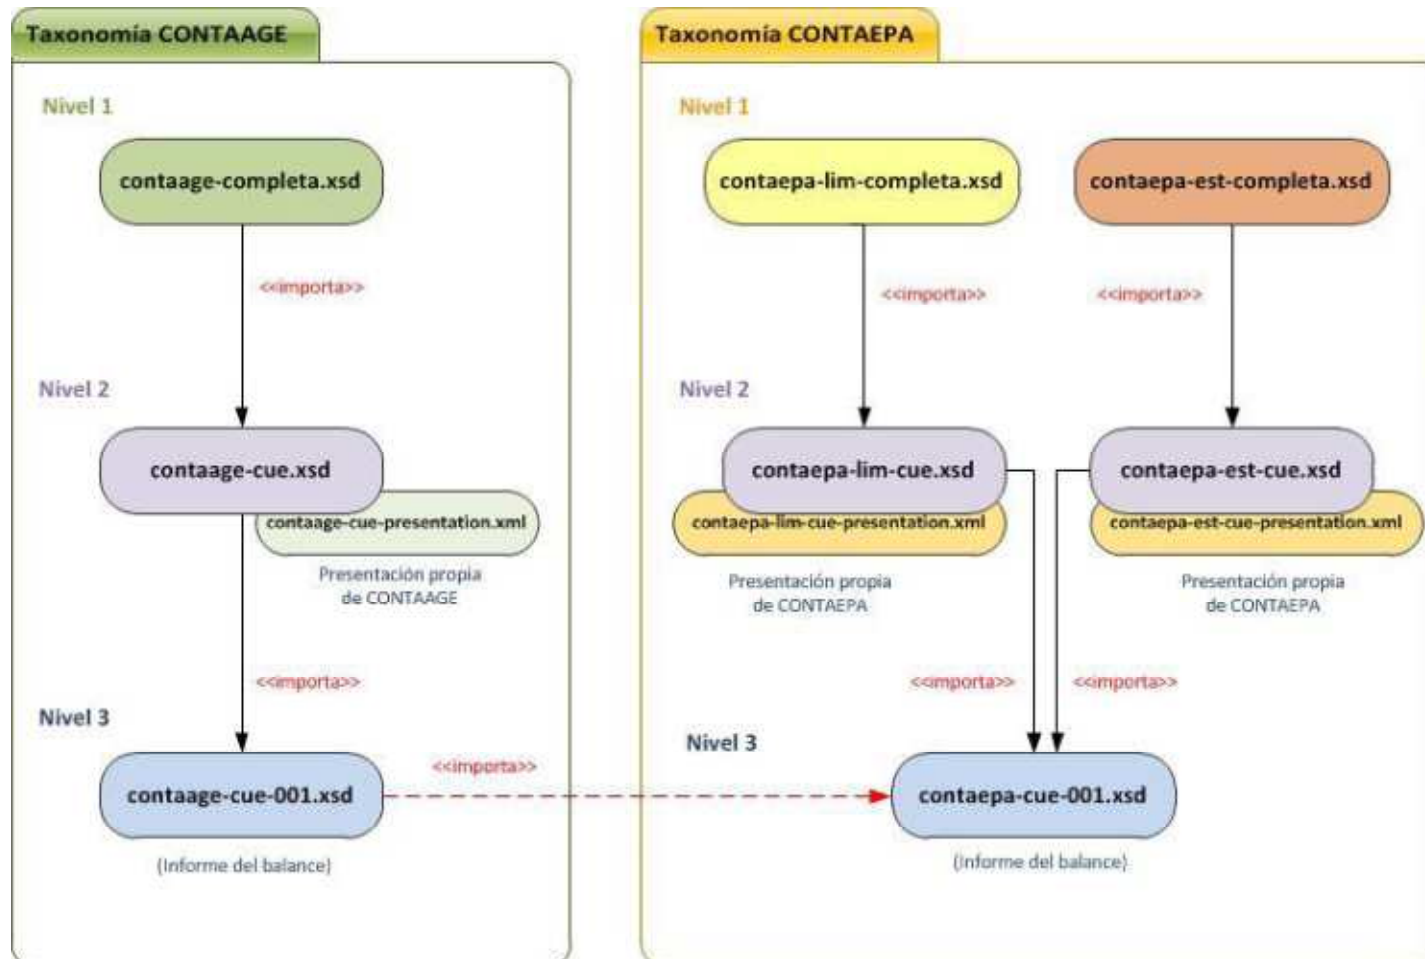 Taxonomía CONTAAGE
Nivel 1
contaage-completa.xsd
<<importa>>
Nivel 2
contaage-cue.xsd
contaage-cue-presentation.xml
Presentación propia
de CONTAAGE
<<importa>>
Nivel 3
contaage-cue-001.xsd
(Informe del balance)
<<importa>>
Taxonomía CONTAEPA
Nivel 1
contaepa-lim-completa.xsd
contaepa-est-completa.xsd
<<importa>>
<<importa>>
Nivel 2
contaepa-lim-cue.xsd
contaepa-est-cue.xsd
contaepa-lim-cue-presentation.xml
contaepa-est-cue-presentation.xml
Presentación propia
de CONTAEPA
Presentación propia
de CONTAEPA
<<importa>>
<<importa>>
Nivel 3
contaepa-cue-001.xsd
(Informe del balance)